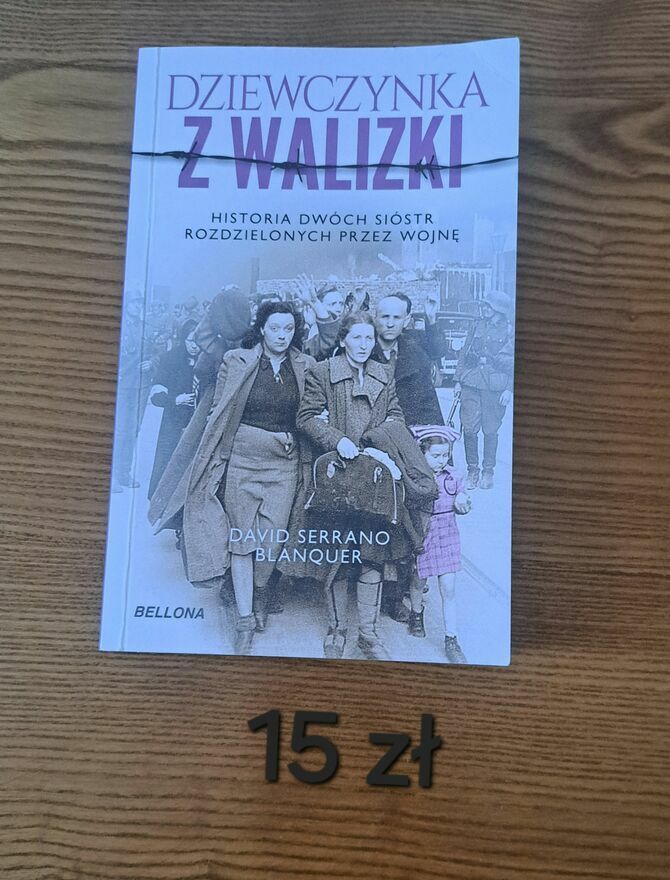 DZIEWCZYNKA
Z WALIZKI
HISTORIA DWÓCH SIÓSTR
ROZDZIELONYCH PRZEZ WOJNĘ
DAVID SERRANO
BLANQUER
BELLONA
15 zł